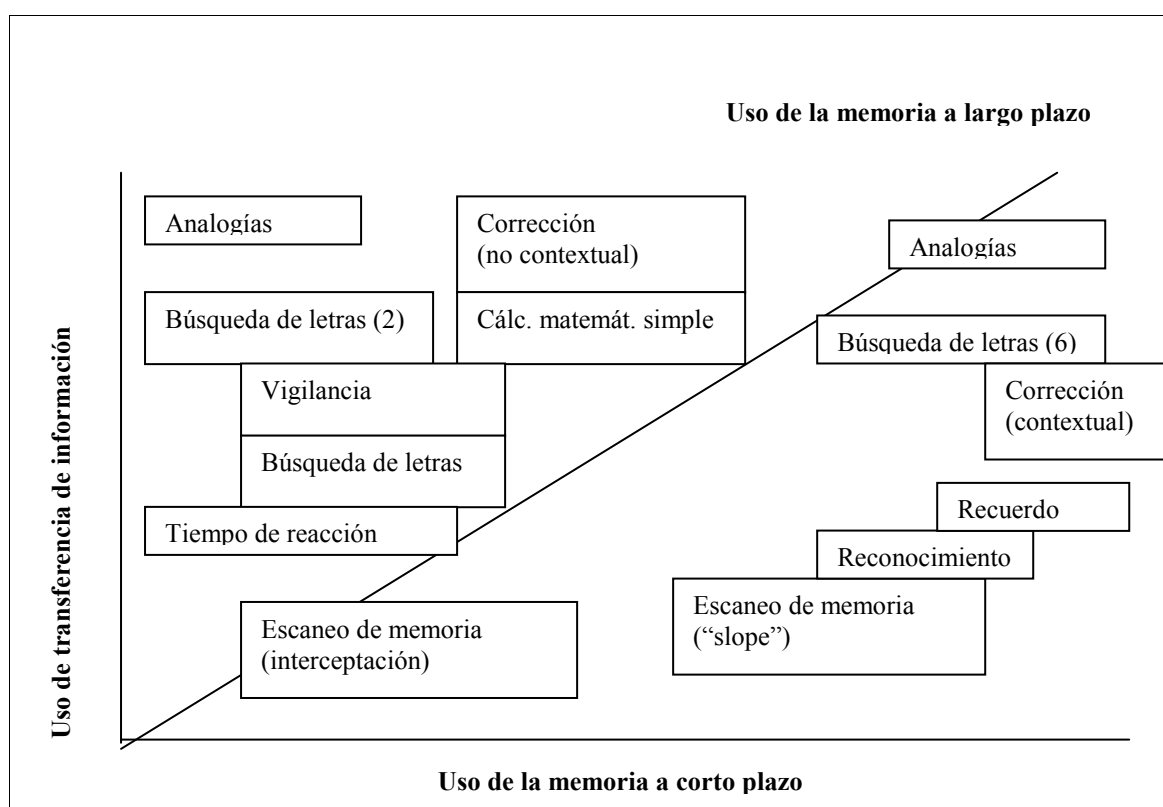 Uso de la memoria a largo plazo
Analogías
Corrección
(no contextual)
Analogías
Búsqueda de letras (2)
Cálc. matemát. simple
Búsqueda de letras (6)
Vigilancia
Corrección
(contextual)
Búsqueda de letras
Recuerdo
Tiempo de reacción
Reconocimiento
Escaneo de memoria
(interceptación)
Escaneo de memoria
(“slope”)
Uso de transferencia de información
Uso de la memoria a corto plazo